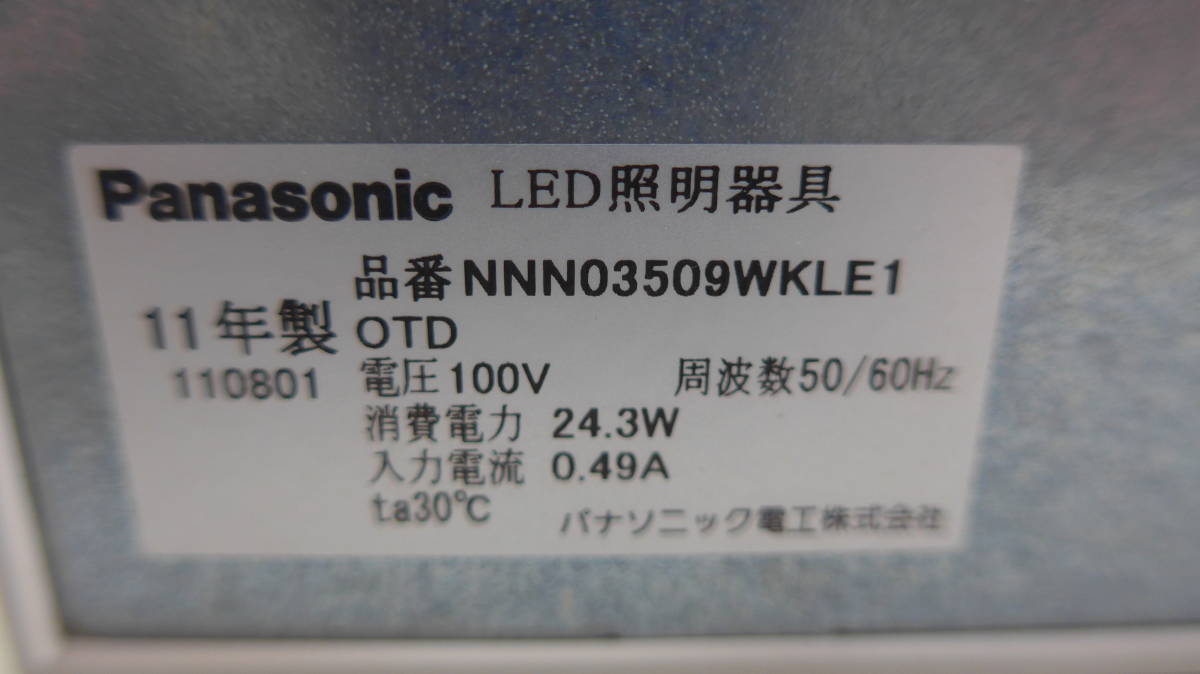 Panasonic LED照明器具
品番NNN03509WKLE1
11年製 OTD
110801 電圧100V 周波数50/60Hz
消費電力 24.3W
入力電流 0.49A
ta30℃ パナソニック電工株式会社